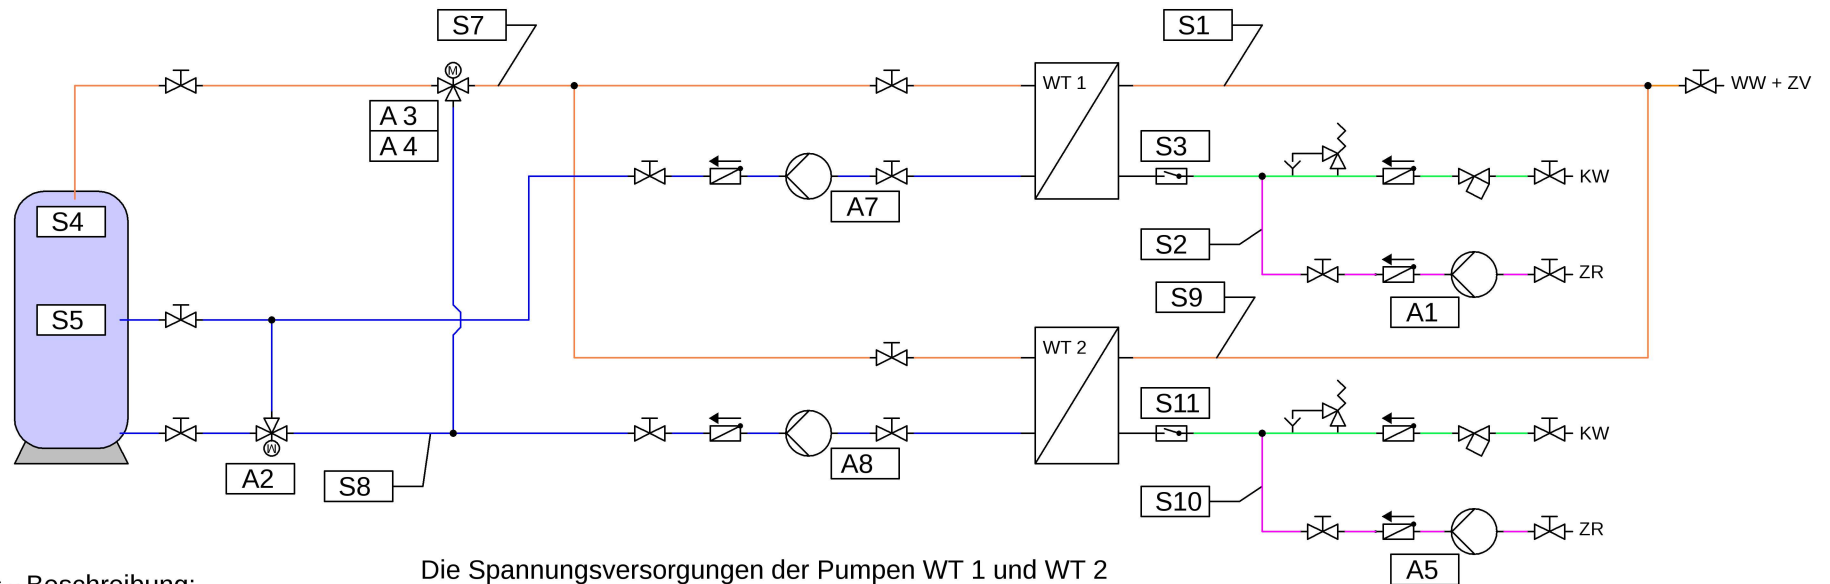 S7
S1
M
WT 1
WW + ZV
A 3
A 4
S3
KW
S4
A7
S2
ZR
S9
A1
S5
WT 2
S11
KW
M
A8
A2
S8
S10
ZR
A5
Die Spannungsversorgungen der Pumpen WT 1 und WT 2
Beschreibung: